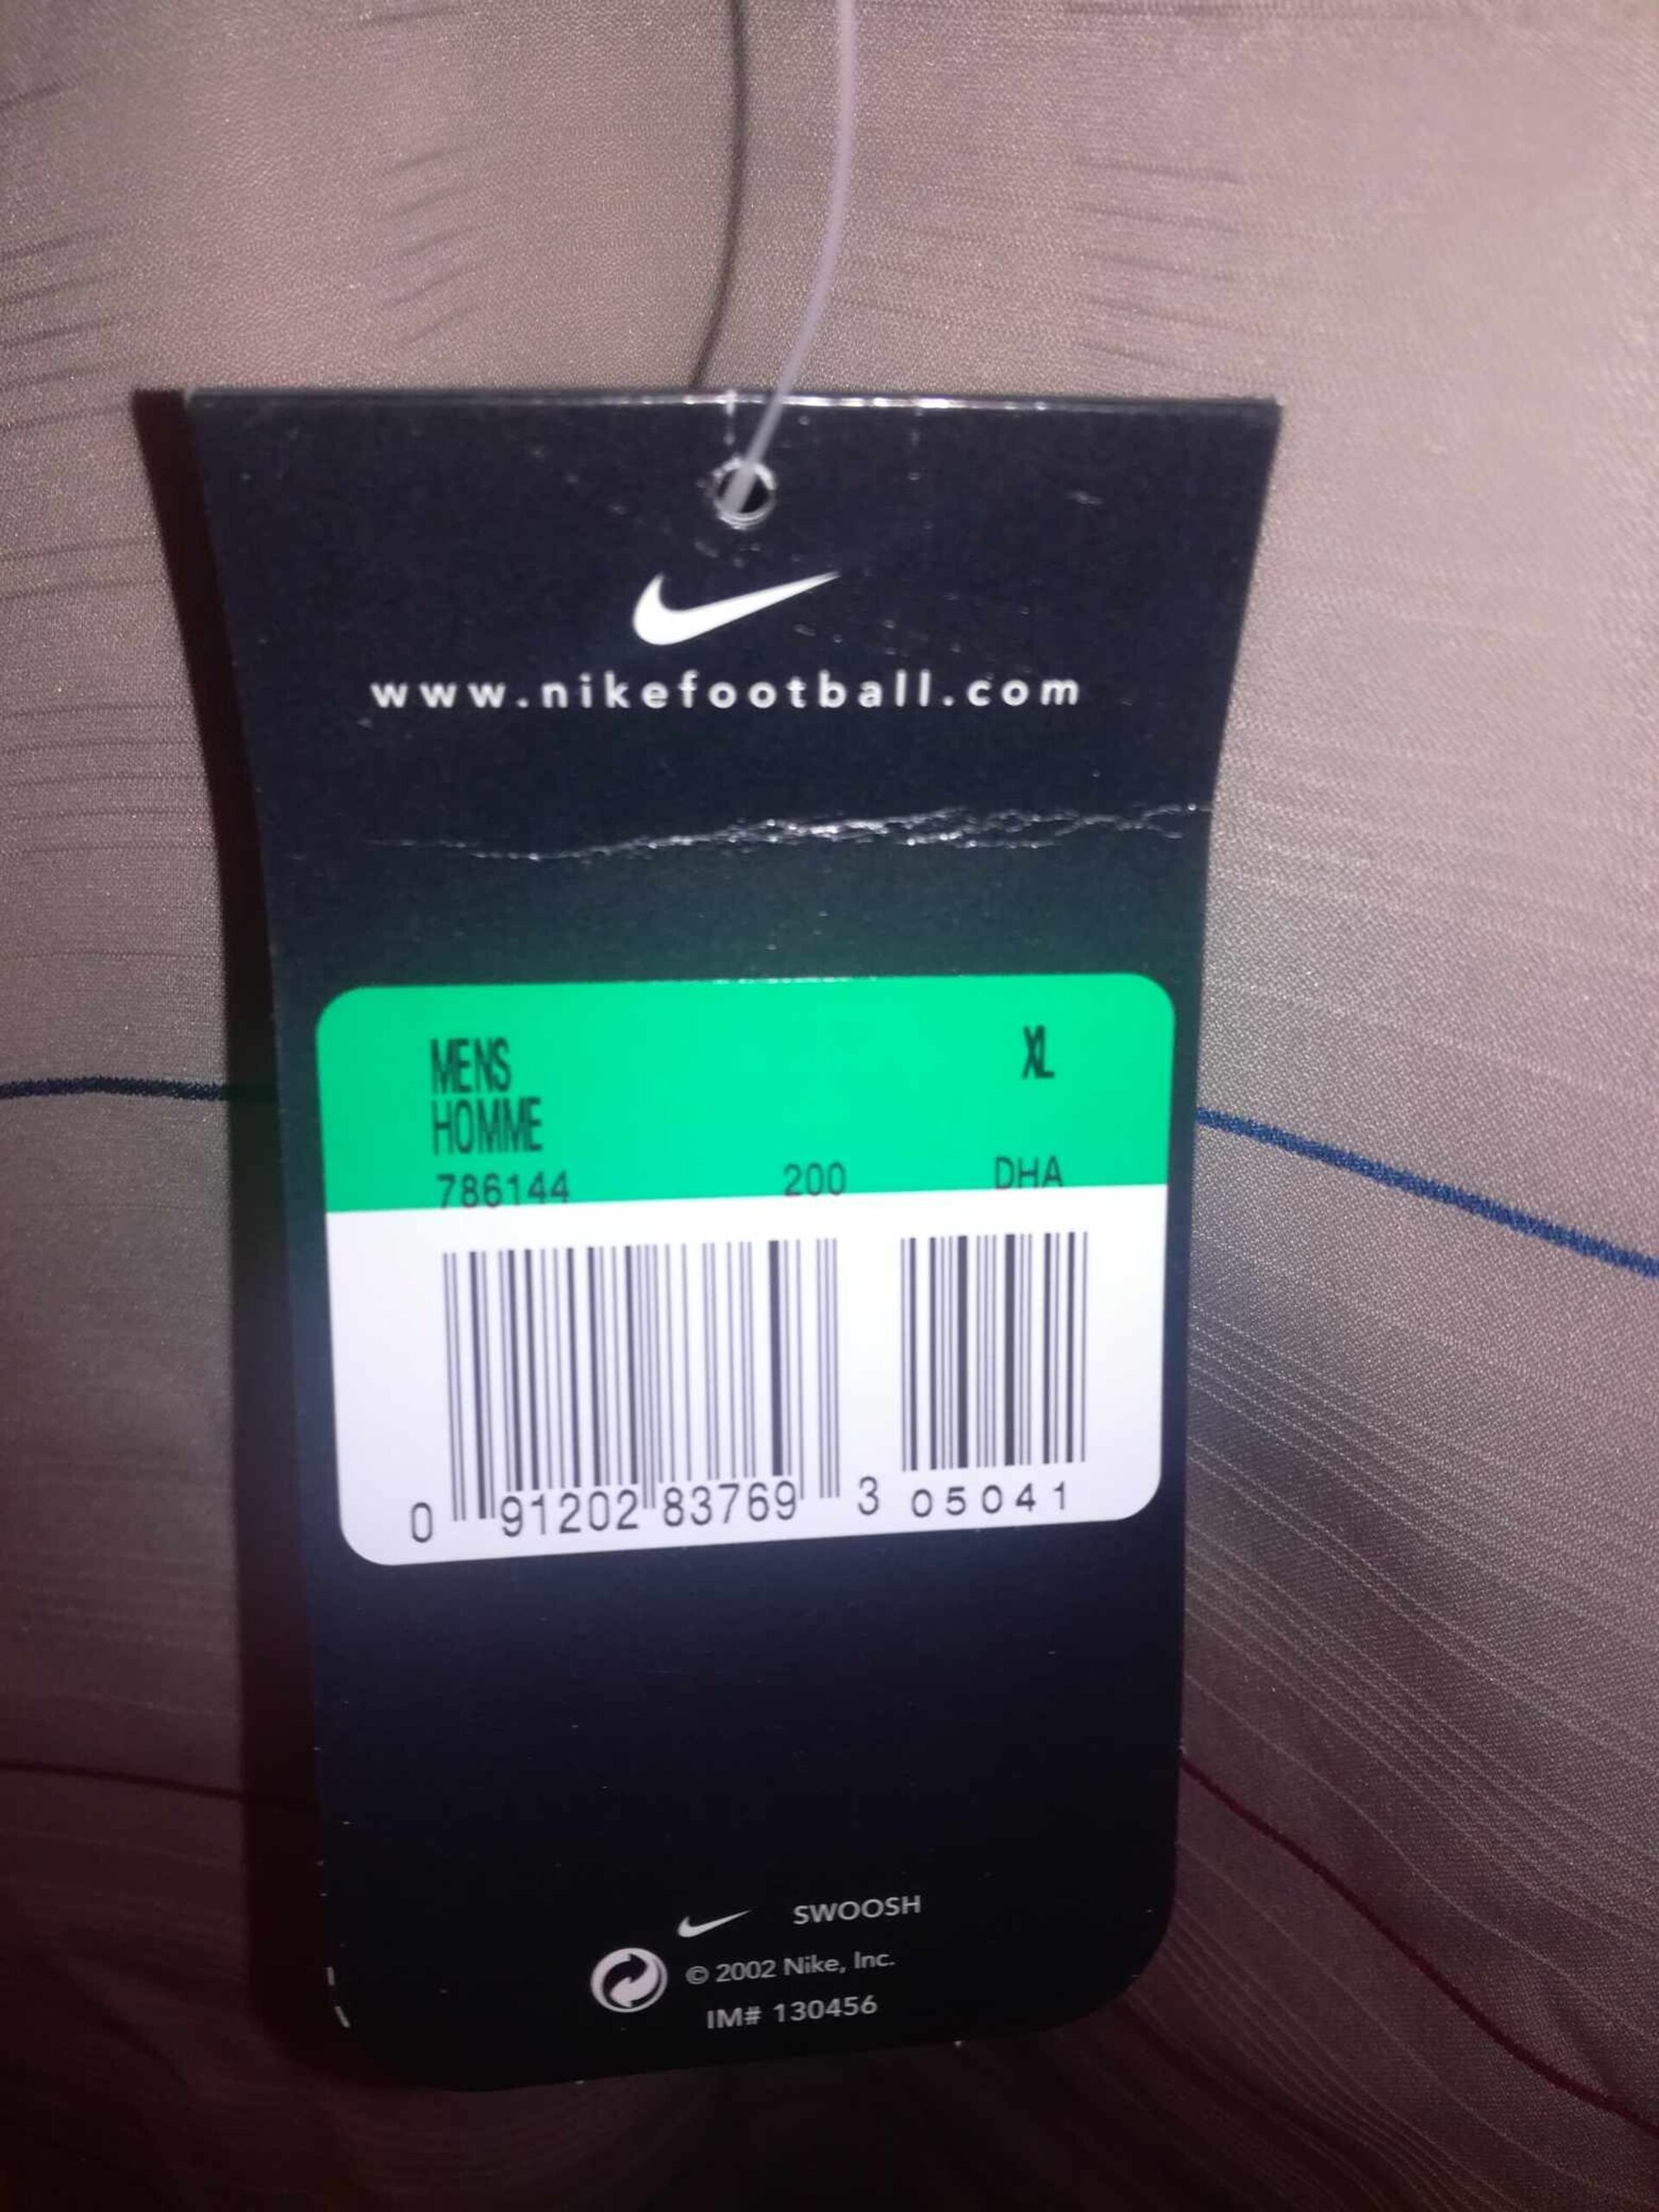 www.nikefootball.com
MENS XL
HOMME
786144 200 DHA
0 91202 83769 3 05041
SWOOSH
© 2002 Nike, Inc.
IM# 130456